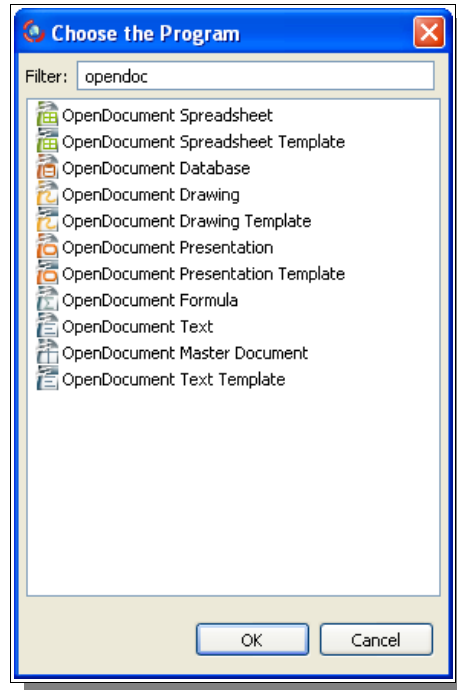 Choose the Program
Filter: opendoc
OpenDocument Spreadsheet
OpenDocument Spreadsheet Template
OpenDocument Database
OpenDocument Drawing
OpenDocument Drawing Template
OpenDocument Presentation
OpenDocument Presentation Template
OpenDocument Formula
OpenDocument Text
OpenDocument Master Document
OpenDocument Text Template
OK Cancel